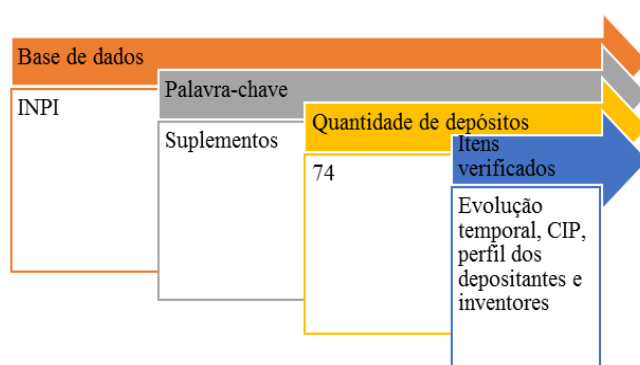 Base de dados
INPI
Palavra-chave
Suplementos
Quantidade de depósitos
74
Itens
verificados
Evolução
temporal, CIP,
perfil dos
depositantes e
inventores